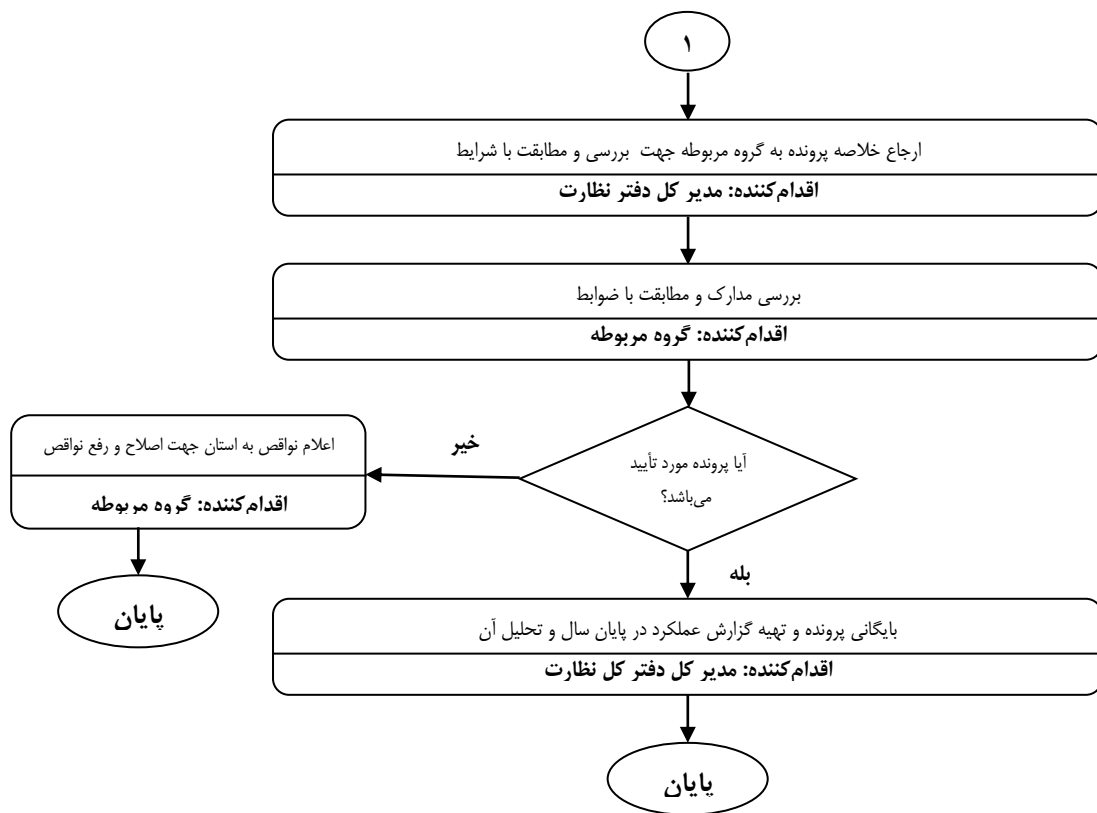 ۱
ارجاع خلاصه پرونده به گروه مربوطه جهت بررسی و مطابقت با شرایط
اقدام‌کننده: مدیر کل دفتر نظارت
بررسی مدارک و مطابقت با ضوابط
اقدام‌کننده: گروه مربوطه
آیا پرونده مورد تأیید
می‌باشد؟
خیر
اعلام نواقص به استان جهت اصلاح و رفع نواقص
اقدام‌کننده: گروه مربوطه
پایان
بله
بایگانی پرونده و تهیه گزارش عملکرد در پایان سال و تحلیل آن
اقدام‌کننده: مدیر کل دفتر کل نظارت
پایان